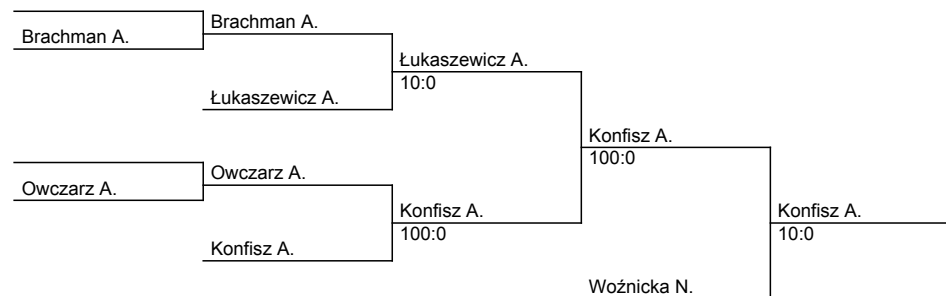 Brachman A.
Brachman A.
Łukaszewicz A.
10:0
Łukaszewicz A.
Konfisz A.
100:0
Owczarz A.
Owczarz A.
Konfisz A.
100:0
Konfisz A.
10:0
Konfisz A.
Woźnicka N.